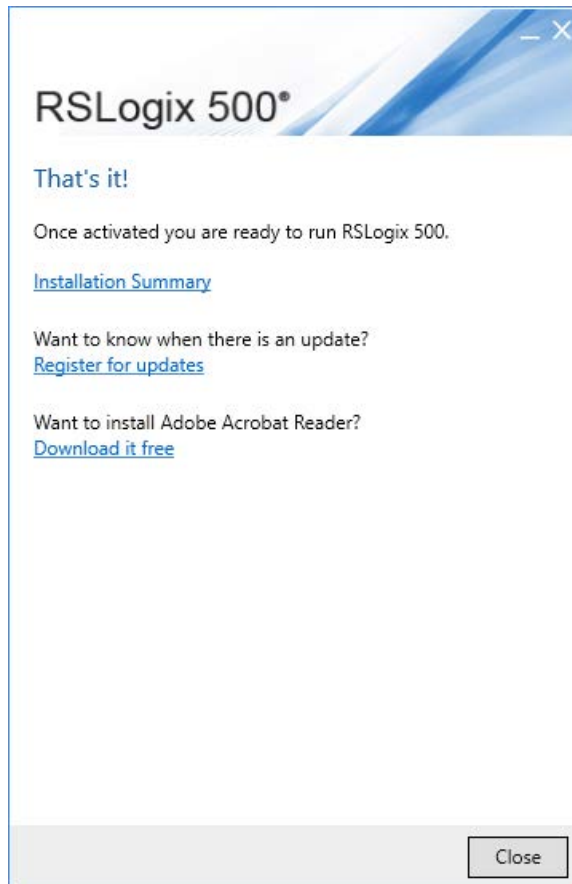 RSLogix 500®
That's it!
Once activated you are ready to run RSLogix 500.
Installation Summary
Want to know when there is an update?
Register for updates
Want to install Adobe Acrobat Reader?
Download it free
Close